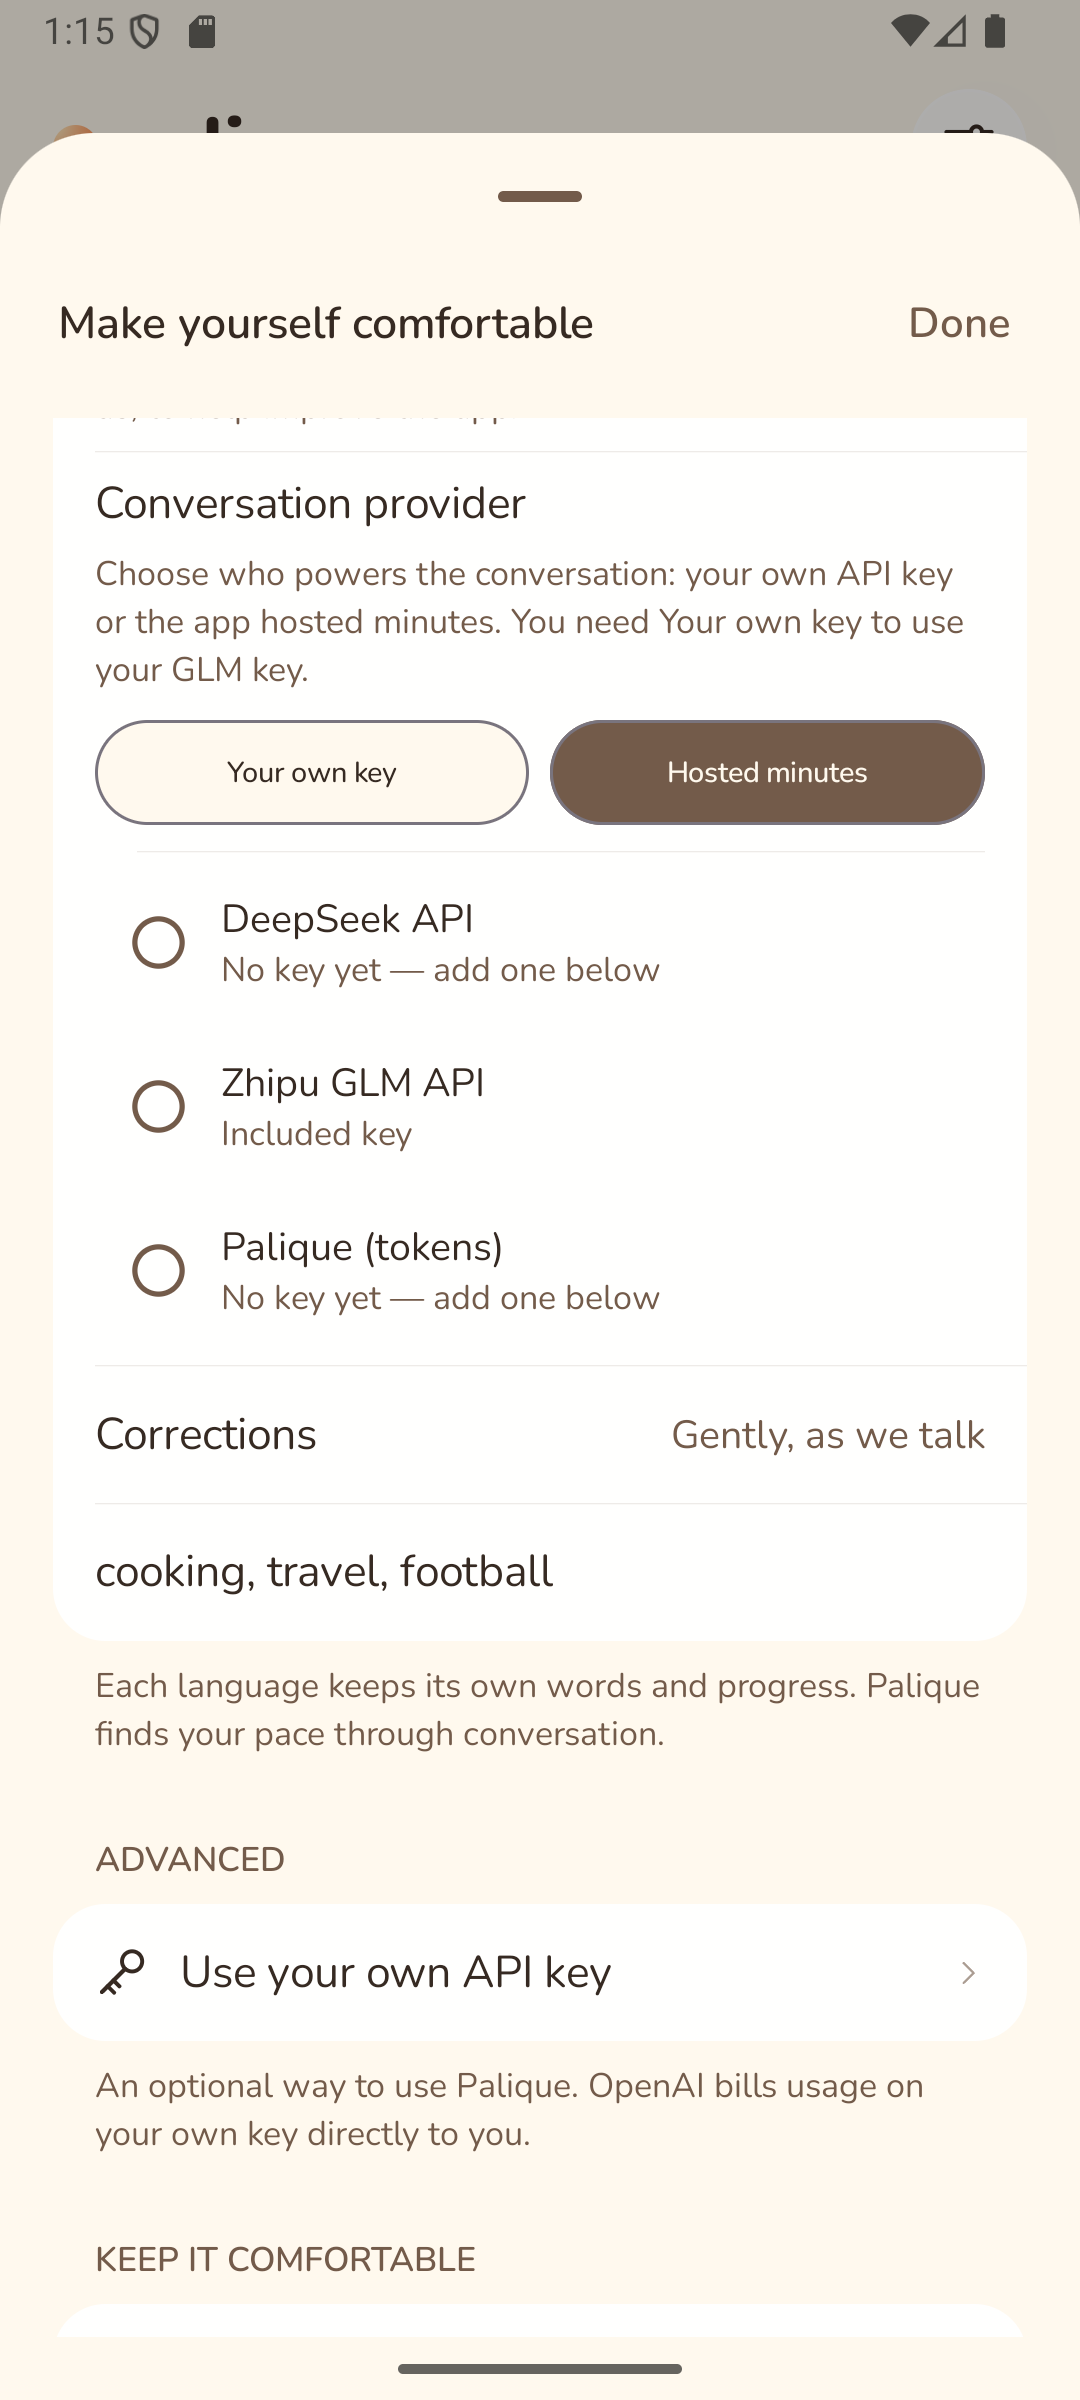 1:15
Make yourself comfortable
Done
Conversation provider
Choose who powers the conversation: your own API key
or the app hosted minutes. You need Your own key to use
your GLM key.
Your own key
Hosted minutes
DeepSeek API
No key yet — add one below
Zhipu GLM API
Included key
Palique (tokens)
No key yet — add one below
Corrections
Gently, as we talk
cooking, travel, football
Each language keeps its own words and progress. Palique
finds your pace through conversation.
ADVANCED
Use your own API key
An optional way to use Palique. OpenAI bills usage on
your own key directly to you.
KEEP IT COMFORTABLE